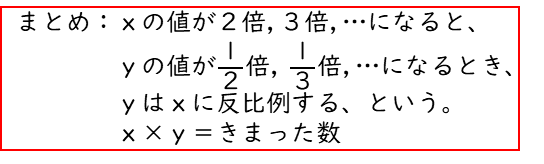 まとめ：xの値が2倍，3倍，…になると、
yの値が1/2倍，1/3倍，…になるとき、
yはxに反比例する、という。
x×y＝きまった数